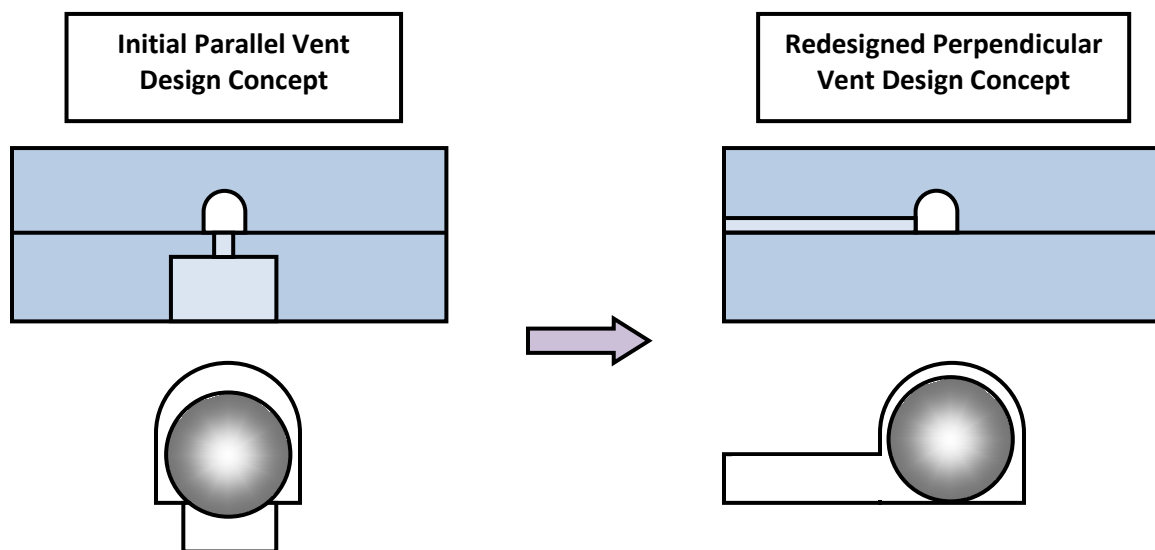 Initial Parallel Vent
Design Concept
Redesigned Perpendicular
Vent Design Concept